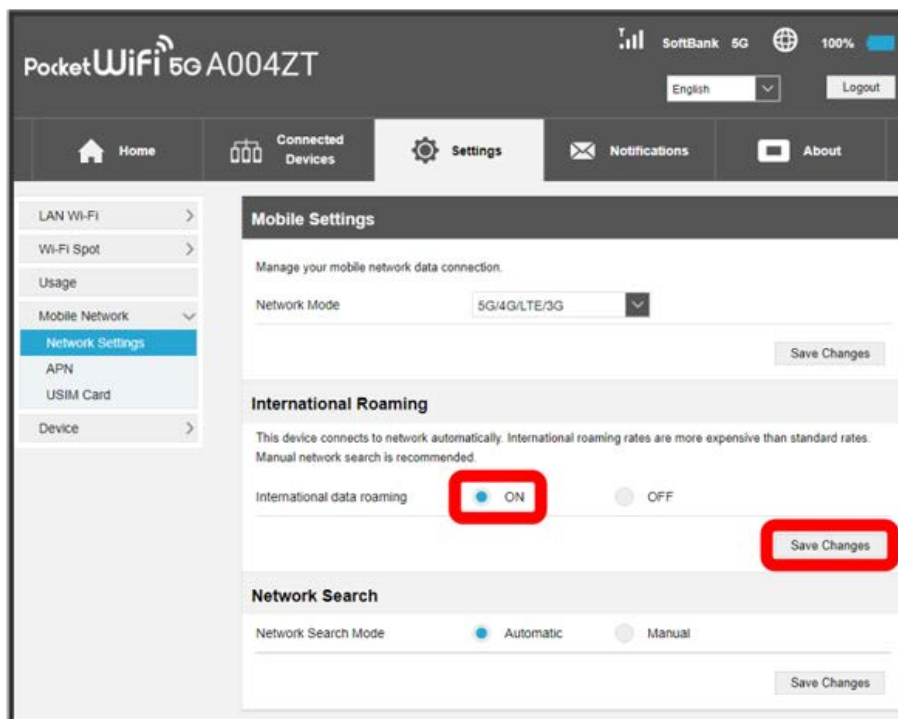 SoftBank 5G 100%
PocketWiFi 5G A004ZT
English Logout
Home Connected Devices Settings Notifications About
LAN Wi-Fi
Wi-Fi Spot
Usage
Mobile Network
Network Settings
APN
USIM Card
Device
Mobile Settings
Manage your mobile network data connection.
Network Mode 5G/4G/LTE/3G
Save Changes
International Roaming
This device connects to network automatically. International roaming rates are more expensive than standard rates.
Manual network search is recommended.
International data roaming ON OFF
Save Changes
Network Search
Network Search Mode Automatic Manual
Save Changes